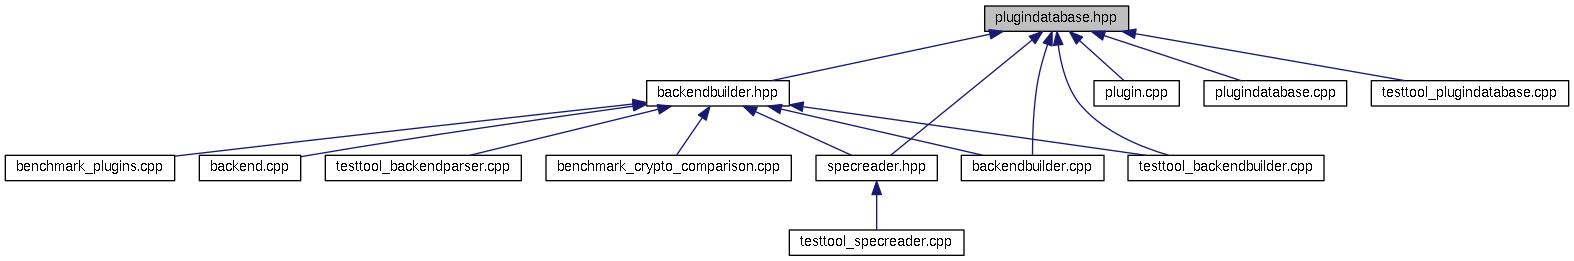 plugindatabase.hpp
backendbuilder.hpp
plugin.cpp
plugindatabase.cpp
testtool_plugindatabase.cpp
benchmark_plugins.cpp
backend.cpp
testtool_backendparser.cpp
benchmark_crypto_comparison.cpp
specreader.hpp
backendbuilder.cpp
testtool_backendbuilder.cpp
testtool_specreader.cpp